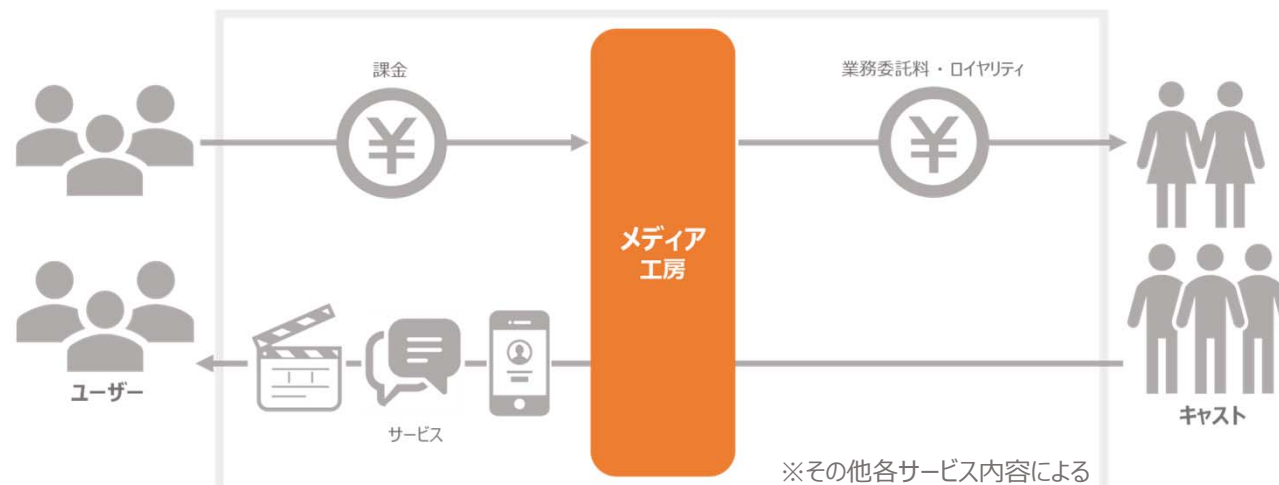 課金
業務委託料・ロイヤリティ
¥
¥
メディア
工房
ユーザー
サービス
キャスト
※その他各サービス内容による